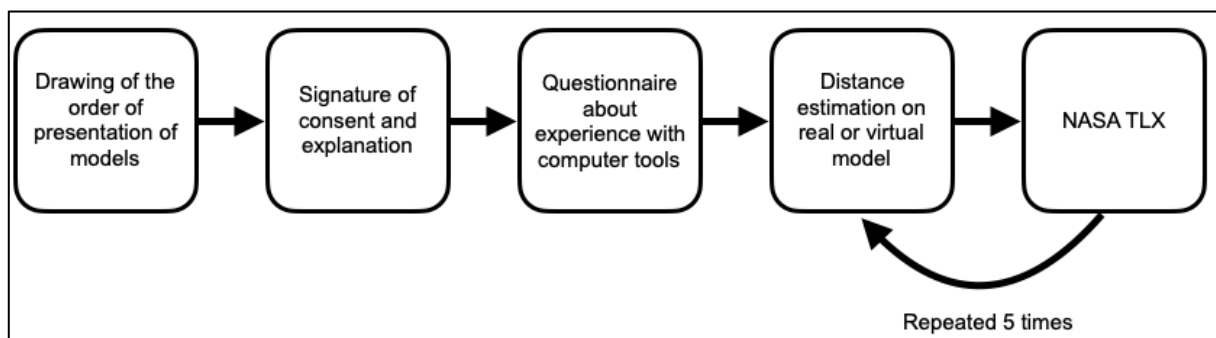 Drawing of the
order of
presentation of
models
Signature of
consent and
explanation
Questionnaire
about
experience with
computer tools
Distance
estimation on
real or virtual
model
NASA TLX
Repeated 5 times